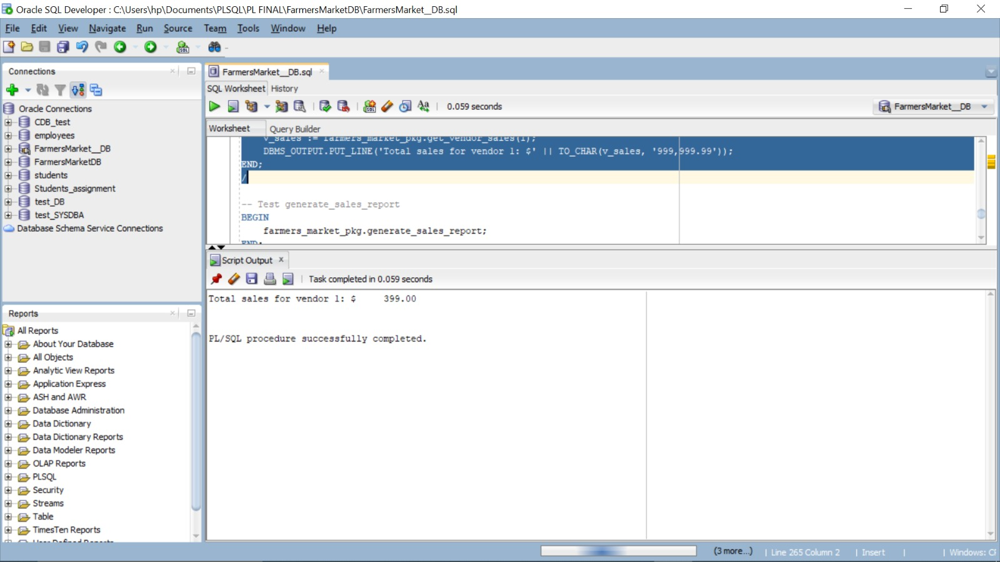 Oracle SQL Developer : C:\Users\hp\Documents\PLSQL\PL FINAL\FarmersMarketDB\FarmersMarket__DB.sql
File Edit View Navigate Run Source Team Tools Window Help
Connections
Oracle Connections
CDB_test
employees
FarmersMarket__DB
FarmersMarketDB
students
Students_assignment
test_DB
test_SYSDBA
Database Schema Service Connections
Reports
All Reports
About Your Database
All Objects
Analytic View Reports
Application Express
ASH and AWR
Database Administration
Data Dictionary
Data Dictionary Reports
Data Modeler Reports
OLAP Reports
PLSQL
Security
Streams
Table
TimesTen Reports
User Defined Reports
FarmersMarket__DB.sql
SQL Worksheet History
0.059 seconds
FarmersMarket__DB
Worksheet Query Builder
v_sales := farmers_market_pkg.get_vendor_sales(1);
DBMS_OUTPUT.PUT_LINE('Total sales for vendor 1: $' || TO_CHAR(v_sales, '999,999.99'));
END;
/
-- Test generate_sales_report
BEGIN
farmers_market_pkg.generate_sales_report;
END;
Script Output
Task completed in 0.059 seconds
Total sales for vendor 1: $     399.00
PL/SQL procedure successfully completed.
(3 more...) | Line 265 Column 2 | Insert | | Windows: